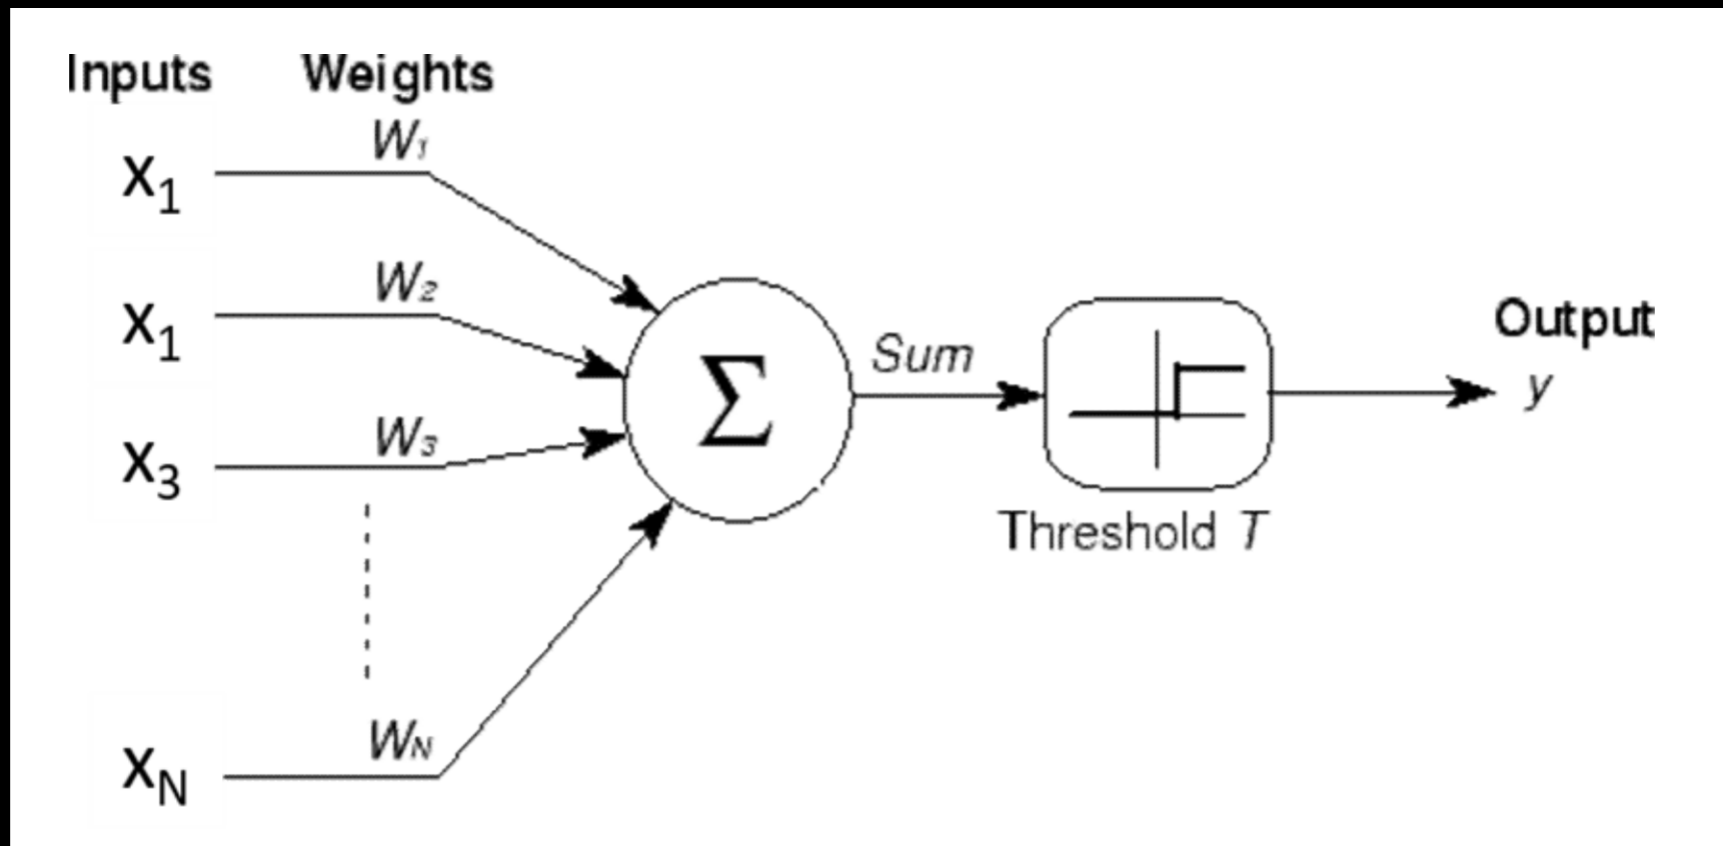 Inputs Weights
W1
X1
W2
X1
W3
X3
WN
XN
Σ
Sum
Threshold T
Output
y